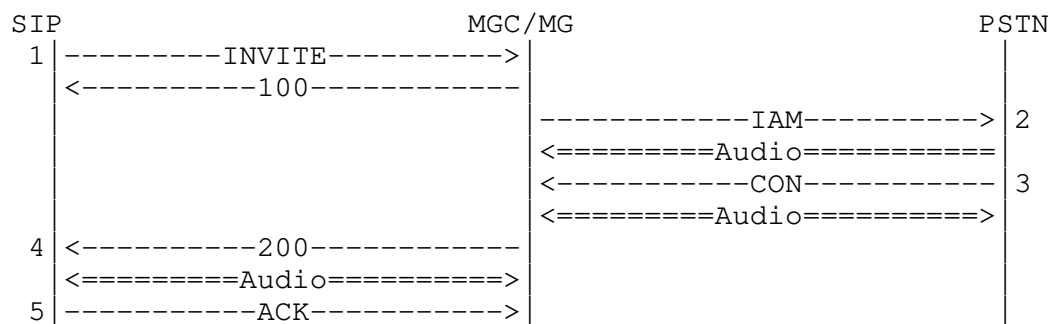 SIP MGC/MG PSTN
1|---------INVITE---------->| |
|<----------100------------| |
| |------------IAM---------->|2
| |<=========Audio===========|
| |<-----------CON-----------|3
| |<=========Audio==========>|
4|<----------200------------| |
|<=========Audio==========>| |
5|-----------ACK----------->| |